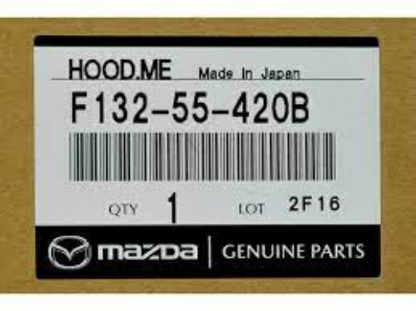 HOOD.ME Made In Japan
F132-55-420B
QTY 1 LOT 2F16
mazda GENUINE PARTS